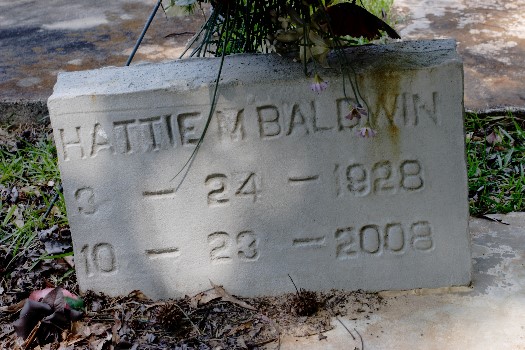 HATTIE M BALDWIN
3 - 24 - 1928
10 - 23 - 2008